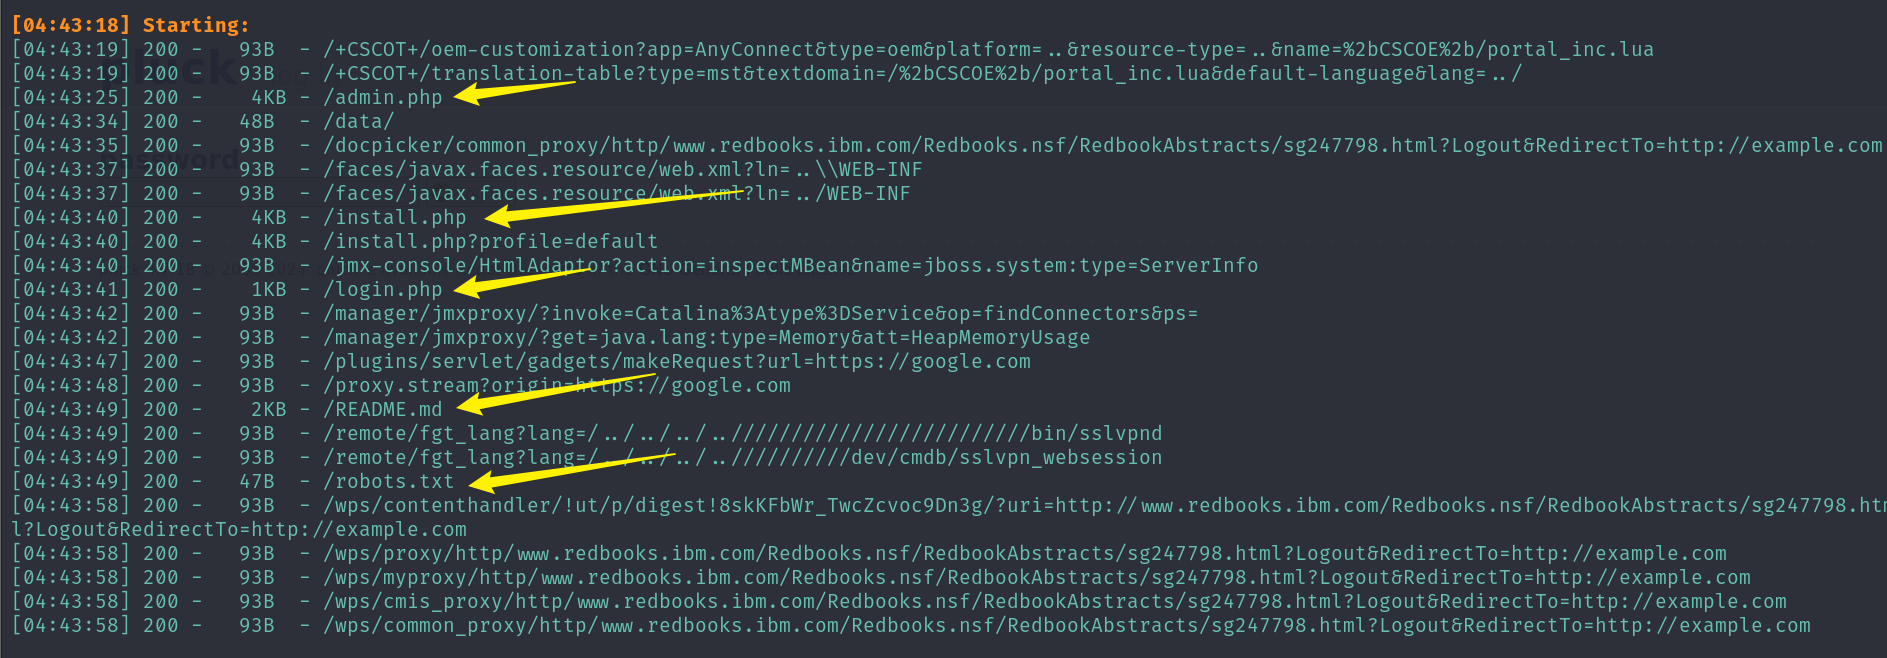 [04:43:18] Starting:
[04:43:19] 200 -   93B  - /+CSCOT+/oem-customization?app=AnyConnect&type=oem&platform=..&resource-type=..&name=%2bCSCOE%2b/portal_inc.lua
[04:43:19] 200 -   93B  - /+CSCOT+/translation-table?type=mst&textdomain=/%2bCSCOE%2b/portal_inc.lua&default-language&lang=../
[04:43:25] 200 -    4KB - /admin.php
[04:43:34] 200 -   48B  - /data/
[04:43:35] 200 -   93B  - /docpicker/common_proxy/http/www.redbooks.ibm.com/Redbooks.nsf/RedbookAbstracts/sg247798.html?Logout&RedirectTo=http://example.com
[04:43:37] 200 -   93B  - /faces/javax.faces.resource/web.xml?ln=..\\WEB-INF
[04:43:37] 200 -   93B  - /faces/javax.faces.resource/web.xml?ln=../WEB-INF
[04:43:40] 200 -    4KB - /install.php
[04:43:40] 200 -    4KB - /install.php?profile=default
[04:43:40] 200 -   93B  - /jmx-console/HtmlAdaptor?action=inspectMBean&name=jboss.system:type=ServerInfo
[04:43:41] 200 -    1KB - /login.php
[04:43:42] 200 -   93B  - /manager/jmxproxy/?invoke=Catalina%3Atype%3DService&op=findConnectors&ps=
[04:43:42] 200 -   93B  - /manager/jmxproxy/?get=java.lang:type=Memory&att=HeapMemoryUsage
[04:43:47] 200 -   93B  - /plugins/servlet/gadgets/makeRequest?url=https://google.com
[04:43:48] 200 -   93B  - /proxy.stream?origin=https://google.com
[04:43:49] 200 -    2KB - /README.md
[04:43:49] 200 -   93B  - /remote/fgt_lang?lang=/../../../..////////////////////////bin/sslvpnd
[04:43:49] 200 -   93B  - /remote/fgt_lang?lang=/../../../..//////////dev/cmdb/sslvpn_websession
[04:43:49] 200 -   47B  - /robots.txt
[04:43:58] 200 -   93B  - /wps/contenthandler/!ut/p/digest!8skKFbWr_TwcZcvoc9Dn3g/?uri=http://www.redbooks.ibm.com/Redbooks.nsf/RedbookAbstracts/sg247798.htm
l?Logout&RedirectTo=http://example.com
[04:43:58] 200 -   93B  - /wps/proxy/http/www.redbooks.ibm.com/Redbooks.nsf/RedbookAbstracts/sg247798.html?Logout&RedirectTo=http://example.com
[04:43:58] 200 -   93B  - /wps/myproxy/http/www.redbooks.ibm.com/Redbooks.nsf/RedbookAbstracts/sg247798.html?Logout&RedirectTo=http://example.com
[04:43:58] 200 -   93B  - /wps/cmis_proxy/http/www.redbooks.ibm.com/Redbooks.nsf/RedbookAbstracts/sg247798.html?Logout&RedirectTo=http://example.com
[04:43:58] 200 -   93B  - /wps/common_proxy/http/www.redbooks.ibm.com/Redbooks.nsf/RedbookAbstracts/sg247798.html?Logout&RedirectTo=http://example.com